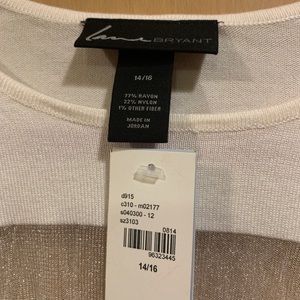 Lane BRYANT
14/16
77% RAYON
22% NYLON
1% OTHER FIBER
MADE IN
JORDAN
d915
c310 - m02177
s040300 - 12
sz3103
0814
96323445
14/16